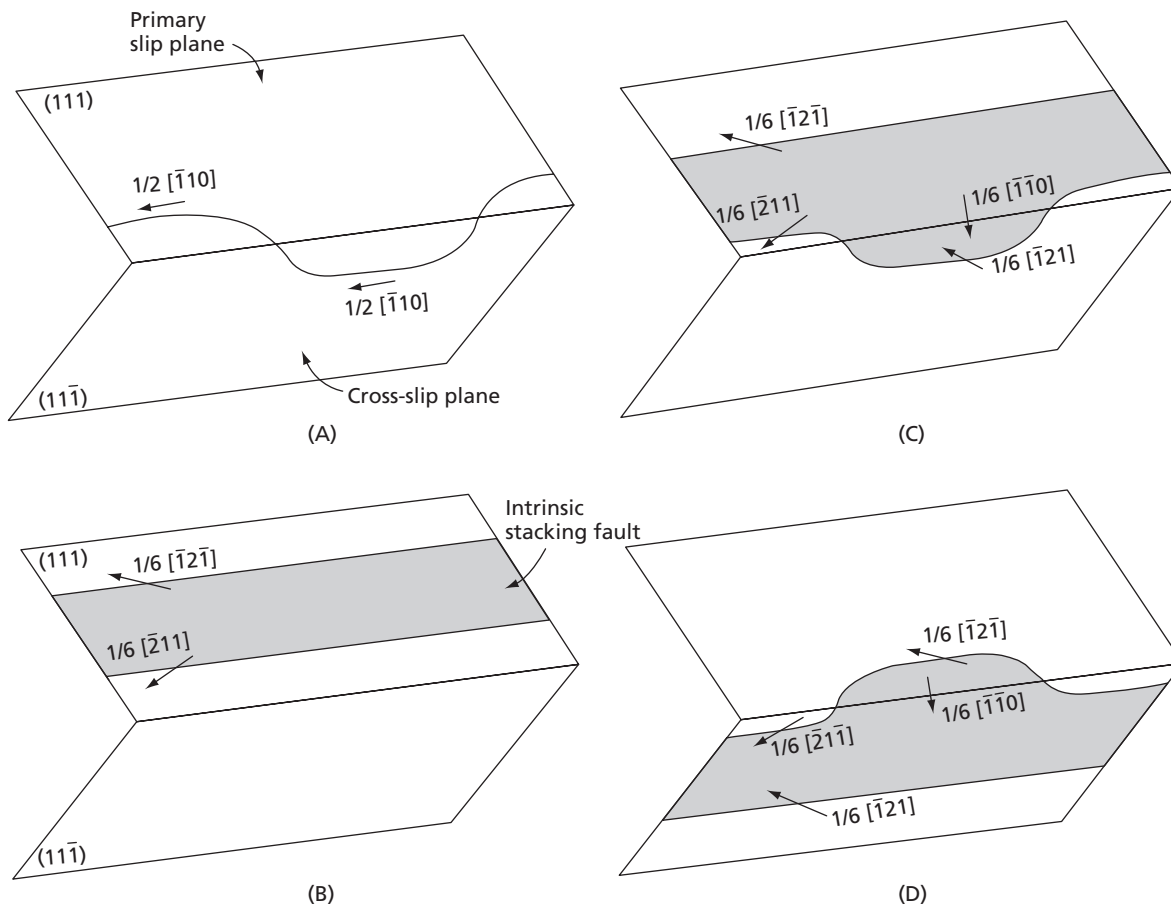 Primary
slip plane
(111)
1/2 [1̅10]
1/2 [1̅10]
(111̅)
Cross-slip plane
(A)
1/6 [1̅21̅]
1/6 [2̅11]
1/6 [1̅1̅0]
1/6 [1̅21]
(C)
Intrinsic
stacking fault
(111)
1/6 [1̅21̅]
1/6 [2̅11]
(111̅)
(B)
1/6 [1̅21̅]
1/6 [1̅1̅0]
1/6 [2̅11̅]
1/6 [1̅21]
(D)